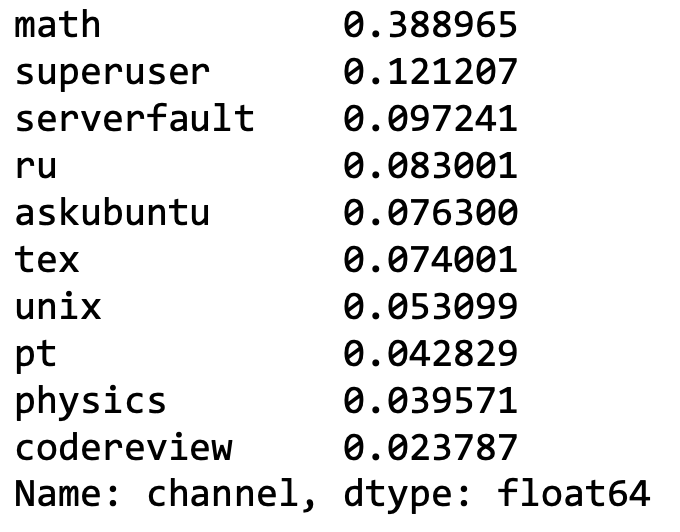 math 0.388965
superuser 0.121207
serverfault 0.097241
ru 0.083001
askubuntu 0.076300
tex 0.074001
unix 0.053099
pt 0.042829
physics 0.039571
codereview 0.023787
Name: channel, dtype: float64